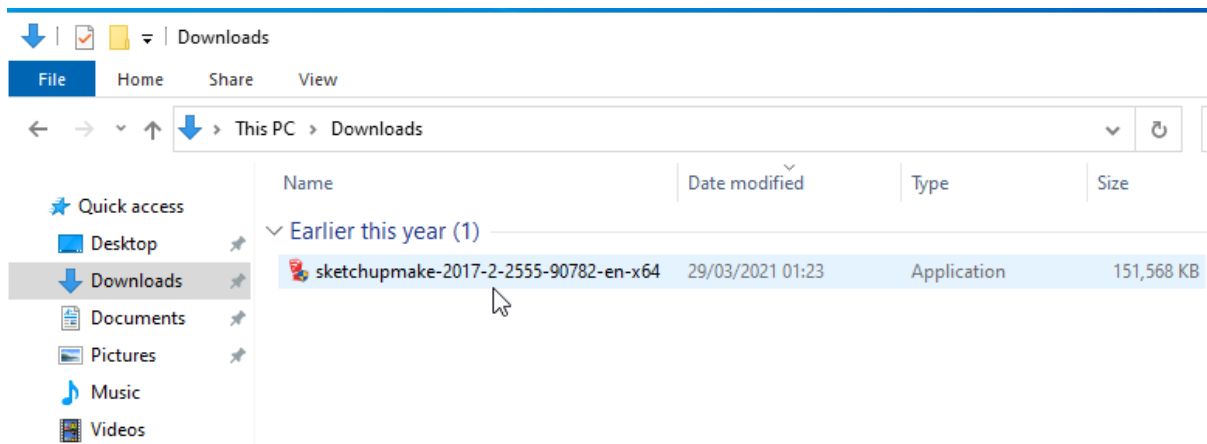 Downloads
File Home Share View
This PC > Downloads
Name Date modified Type Size
Quick access
Earlier this year (1)
Desktop
sketchupmake-2017-2-2555-90782-en-x64 29/03/2021 01:23 Application 151,568 KB
Downloads
Documents
Pictures
Music
Videos